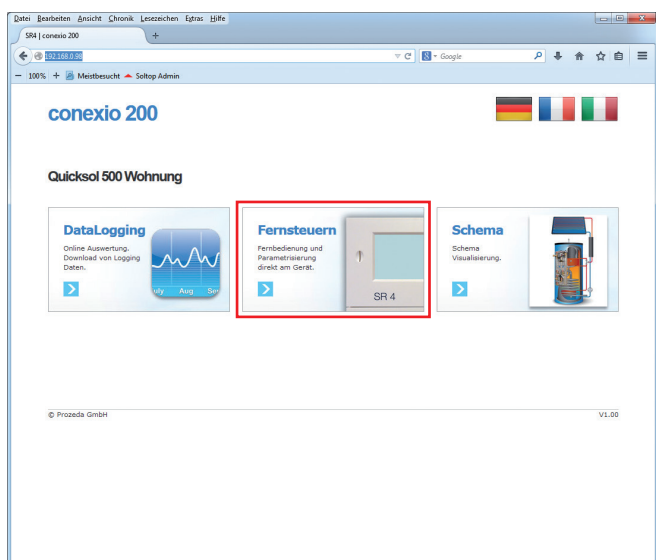 Datei Bearbeiten Ansicht Chronik Lesezeichen Extras Hilfe
SR4 | conexio 200
+
192.168.0.98
Google
100% + Meistbesucht Soltop Admin
conexio 200
Quicksol 500 Wohnung
DataLogging
Online Auswertung.
Download von Logging
Daten.
July Aug Sep
Fernsteuern
Fernbedienung und
Parametrisierung
direkt am Gerät.
SR 4
Schema
Schema
Visualisierung.
© Prozeda GmbH
V1.00